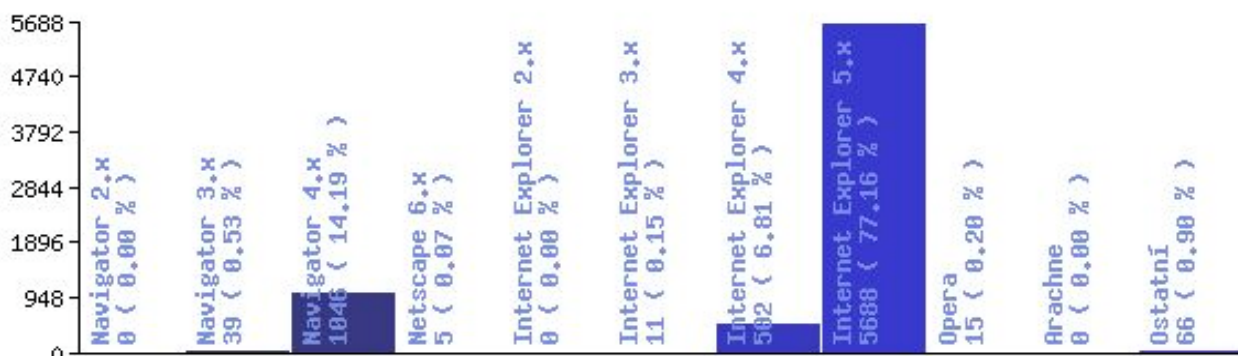 5688
4740
3792
2844
1896
948
0
Navigator 2.x
0 ( 0.00 % )
Navigator 3.x
39 ( 0.53 % )
Navigator 4.x
1046 ( 14.19 % )
Netscape 6.x
5 ( 0.07 % )
Internet Explorer 2.x
0 ( 0.00 % )
Internet Explorer 3.x
11 ( 0.15 % )
Internet Explorer 4.x
502 ( 6.81 % )
Internet Explorer 5.x
5688 ( 77.16 % )
Opera
15 ( 0.20 % )
Arachne
0 ( 0.00 % )
Ostatní
66 ( 0.90 % )